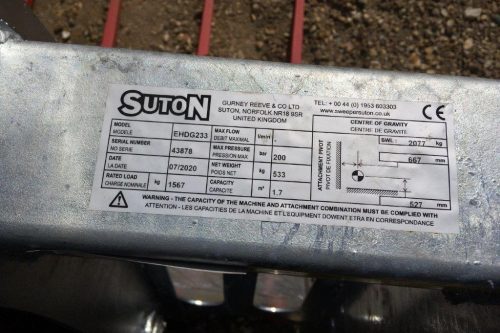 SUTON
GURNEY REEVE & CO LTD
SUTON, NORFOLK NR18 9SR
UNITED KINGDOM
TEL: + 00 44 (0) 1953 603303
www.sweepersuton.co.uk
CE
MODEL
MODELE EHDG233 MAX FLOW
DEBIT MAXIMAL l/min -
SERIAL NUMBER
NO SERIE 43878 MAX PRESSURE
PRESSION MAX. bar 200
DATE
LA DATE 07/2020 NET WEIGHT
POIDS NET kg 533
RATED LOAD
CHARGE NOMINALE kg 1567 CAPACITY
CAPACITY m³ 1.7
CENTRE OF GRAVITY
CENTRE OF GRAVITY
SWL : 2077 kg
667 mm
527 mm
ATTACHMENT PIVOT
PIVOT DE FIXATION
WARNING - THE CAPACITY OF THE MACHINE AND ATTACHMENT COMBINATION MUST BE COMPLIED WITH
ATTENTION - LES CAPACITIES DE LA MACHINE ET L'EQUIPMENT DOIVENT ETRA EN CORRESPONDANCE